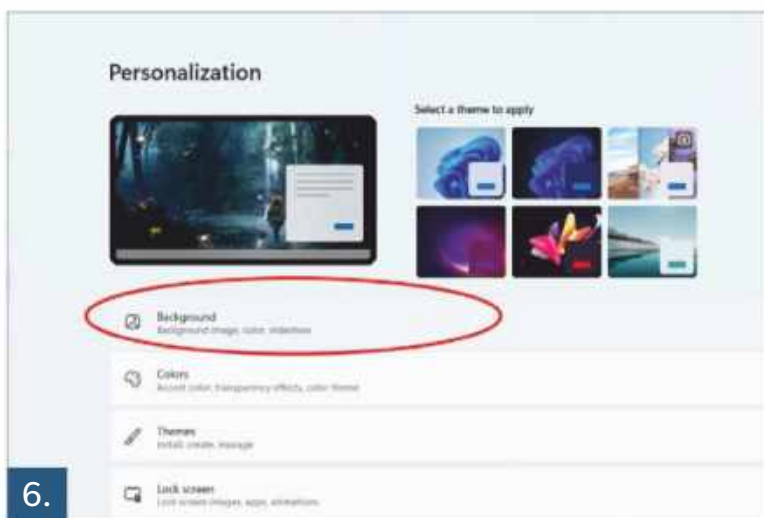 Personalization
Select a theme to apply
Background
Background image, color, slideshow
Colors
Accent color, transparency effects, color theme
Themes
Install, create, manage
Lock screen
Lock screen images, apps, animations
6.